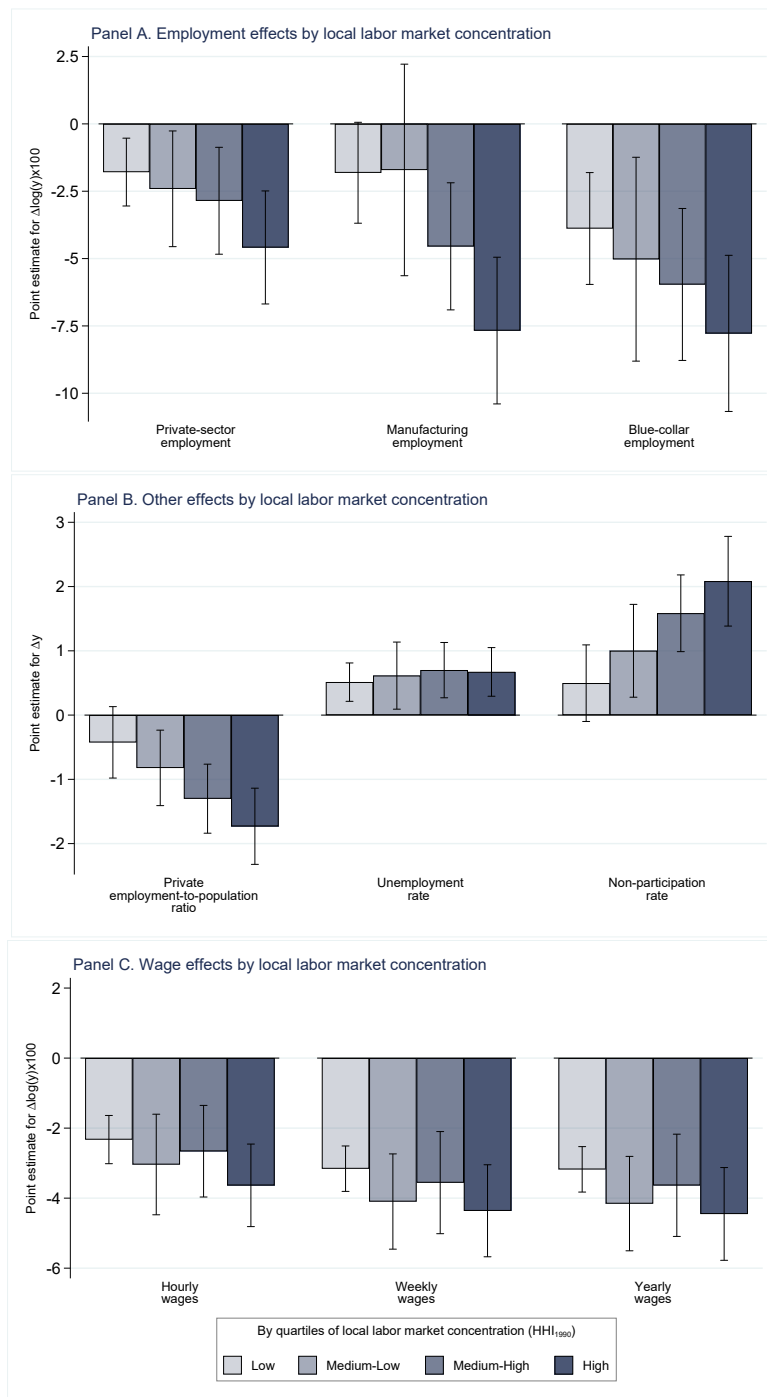 Panel A. Employment effects by local labor market concentration
Point estimate for Δlog(y)x100
2.5
0
-2.5
-5
-7.5
-10
Private-sector
employment
Manufacturing
employment
Blue-collar
employment
Panel B. Other effects by local labor market concentration
Point estimate for Δy
3
2
1
0
-1
-2
Private
employment-to-population
ratio
Unemployment
rate
Non-participation
rate
Panel C. Wage effects by local labor market concentration
Point estimate for Δlog(y)x100
2
0
-2
-4
-6
Hourly
wages
Weekly
wages
Yearly
wages
By quartiles of local labor market concentration (HHI₁₉₉₀)
Low Medium-Low Medium-High High